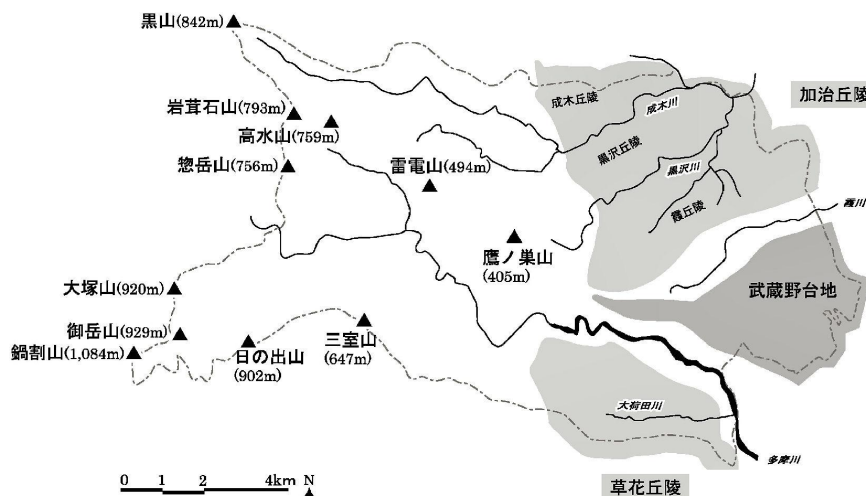 黒山(842m)
岩茸石山(793m)
高水山(759m)
惣岳山(756m)
雷電山(494m)
成木丘陵
成木川
加治丘陵
黒沢丘陵
黒沢川
霞丘陵
霞川
鷹ノ巣山
(405m)
大塚山(920m)
武蔵野台地
御岳山(929m)
鍋割山(1,084m)
日の出山
(902m)
三室山
(647m)
大荷田川
多摩川
草花丘陵
0 1 2 4km N